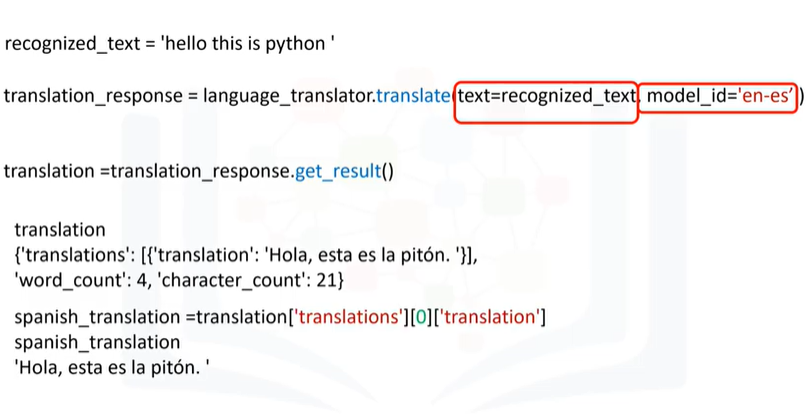 recognized_text = 'hello this is python '
translation_response = language_translator.translate(text=recognized_text, model_id='en-es')
translation =translation_response.get_result()
translation
{'translations': [{'translation': 'Hola, esta es la pitón. '}],
'word_count': 4, 'character_count': 21}
spanish_translation =translation['translations'][0]['translation']
spanish_translation
'Hola, esta es la pitón. '